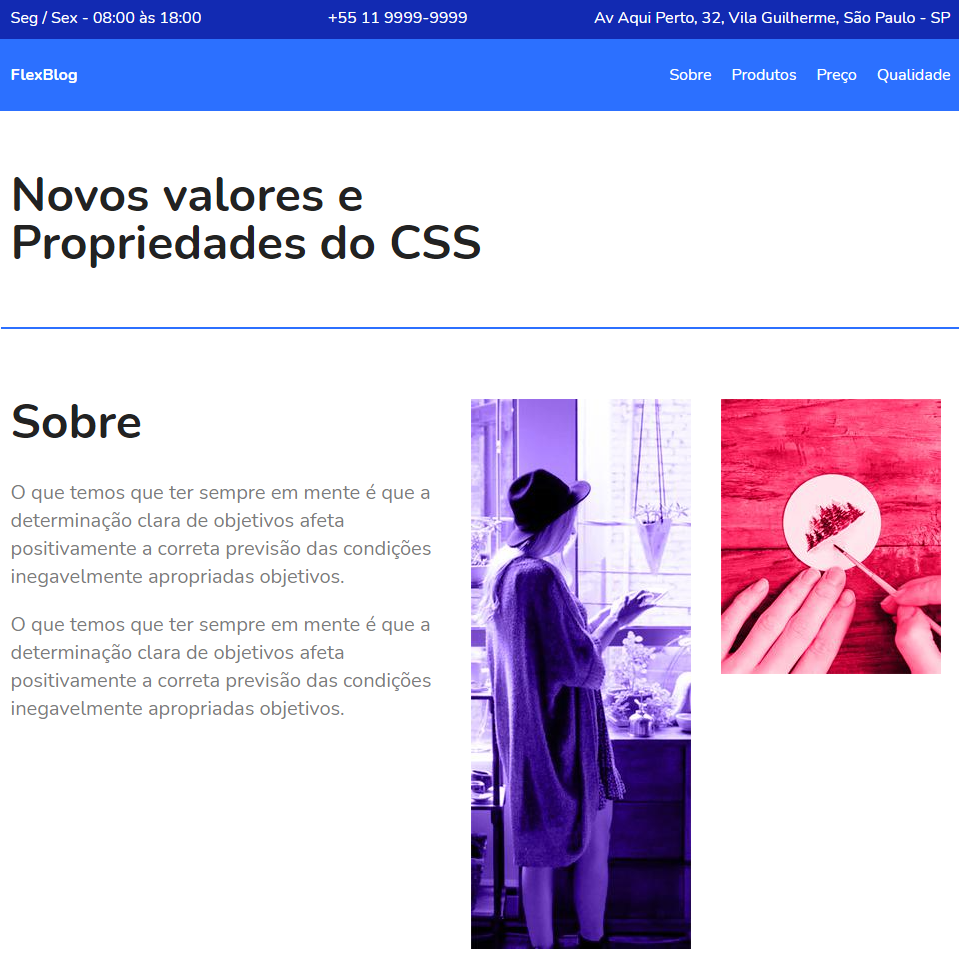 Seg / Sex - 08:00 às 18:00
+55 11 9999-9999
Av Aqui Perto, 32, Vila Guilherme, São Paulo - SP
FlexBlog
Sobre
Produtos
Preço
Qualidade
Novos valores e
Propriedades do CSS
Sobre
O que temos que ter sempre em mente é que a
determinação clara de objetivos afeta
positivamente a correta previsão das condições
inegavelmente apropriadas objetivos.
O que temos que ter sempre em mente é que a
determinação clara de objetivos afeta
positivamente a correta previsão das condições
inegavelmente apropriadas objetivos.